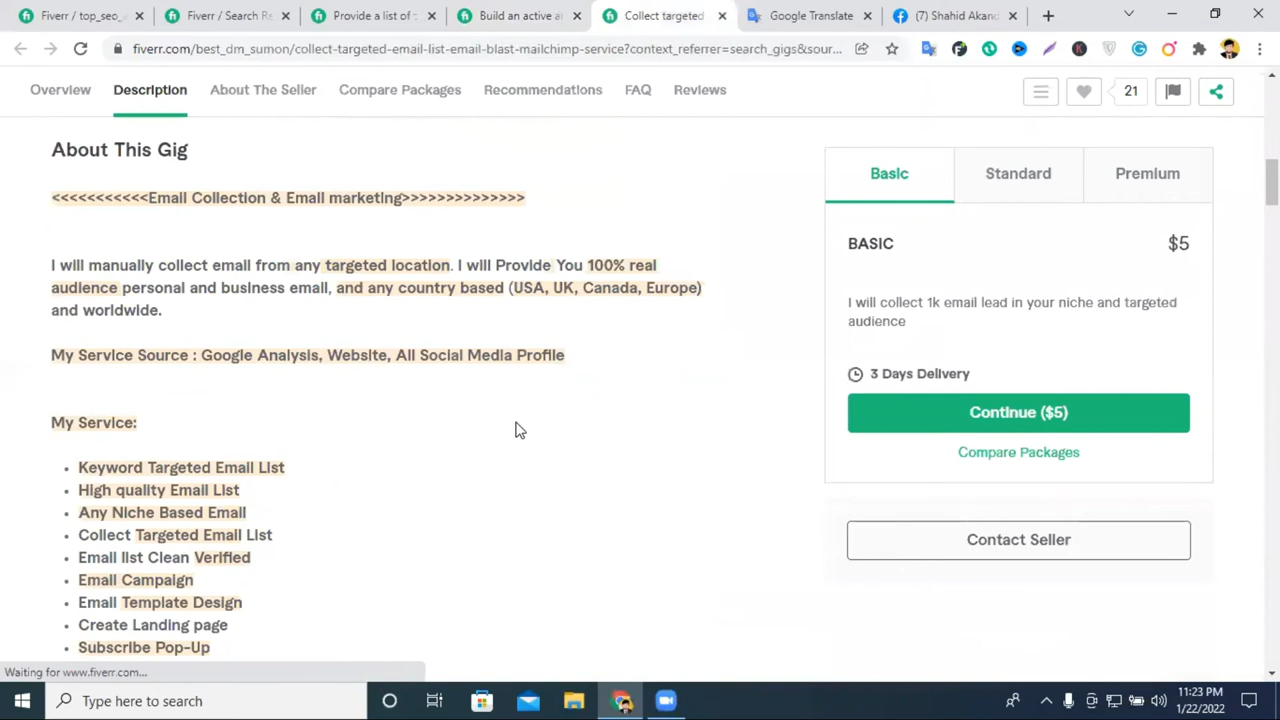 Fiverr / top_seo_
Fiverr / Search Re
Provide a list of
Build an active a
Collect targeted
Google Translate
(7) Shahid Akand
fiverr.com/best_dm_sumon/collect-targeted-email-list-email-blast-mailchimp-service?context_referrer=search_gigs&sour...
Overview
Description
About The Seller
Compare Packages
Recommendations
FAQ
Reviews
21
About This Gig
<<<<<<<<<<<Email Collection & Email marketing>>>>>>>>>>>>>>
I will manually collect email from any targeted location. I will Provide You 100% real
audience personal and business email, and any country based (USA, UK, Canada, Europe)
and worldwide.
My Service Source : Google Analysis, Website, All Social Media Profile
My Service:
• Keyword Targeted Email List
• High quality Email List
• Any Niche Based Email
• Collect Targeted Email List
• Email list Clean Verified
• Email Campaign
• Email Template Design
• Create Landing page
• Subscribe Pop-Up
Basic
Standard
Premium
BASIC
$5
I will collect 1k email lead in your niche and targeted
audience
3 Days Delivery
Continue ($5)
Compare Packages
Contact Seller
Waiting for www.fiverr.com...
Type here to search
11:23 PM
1/22/2022